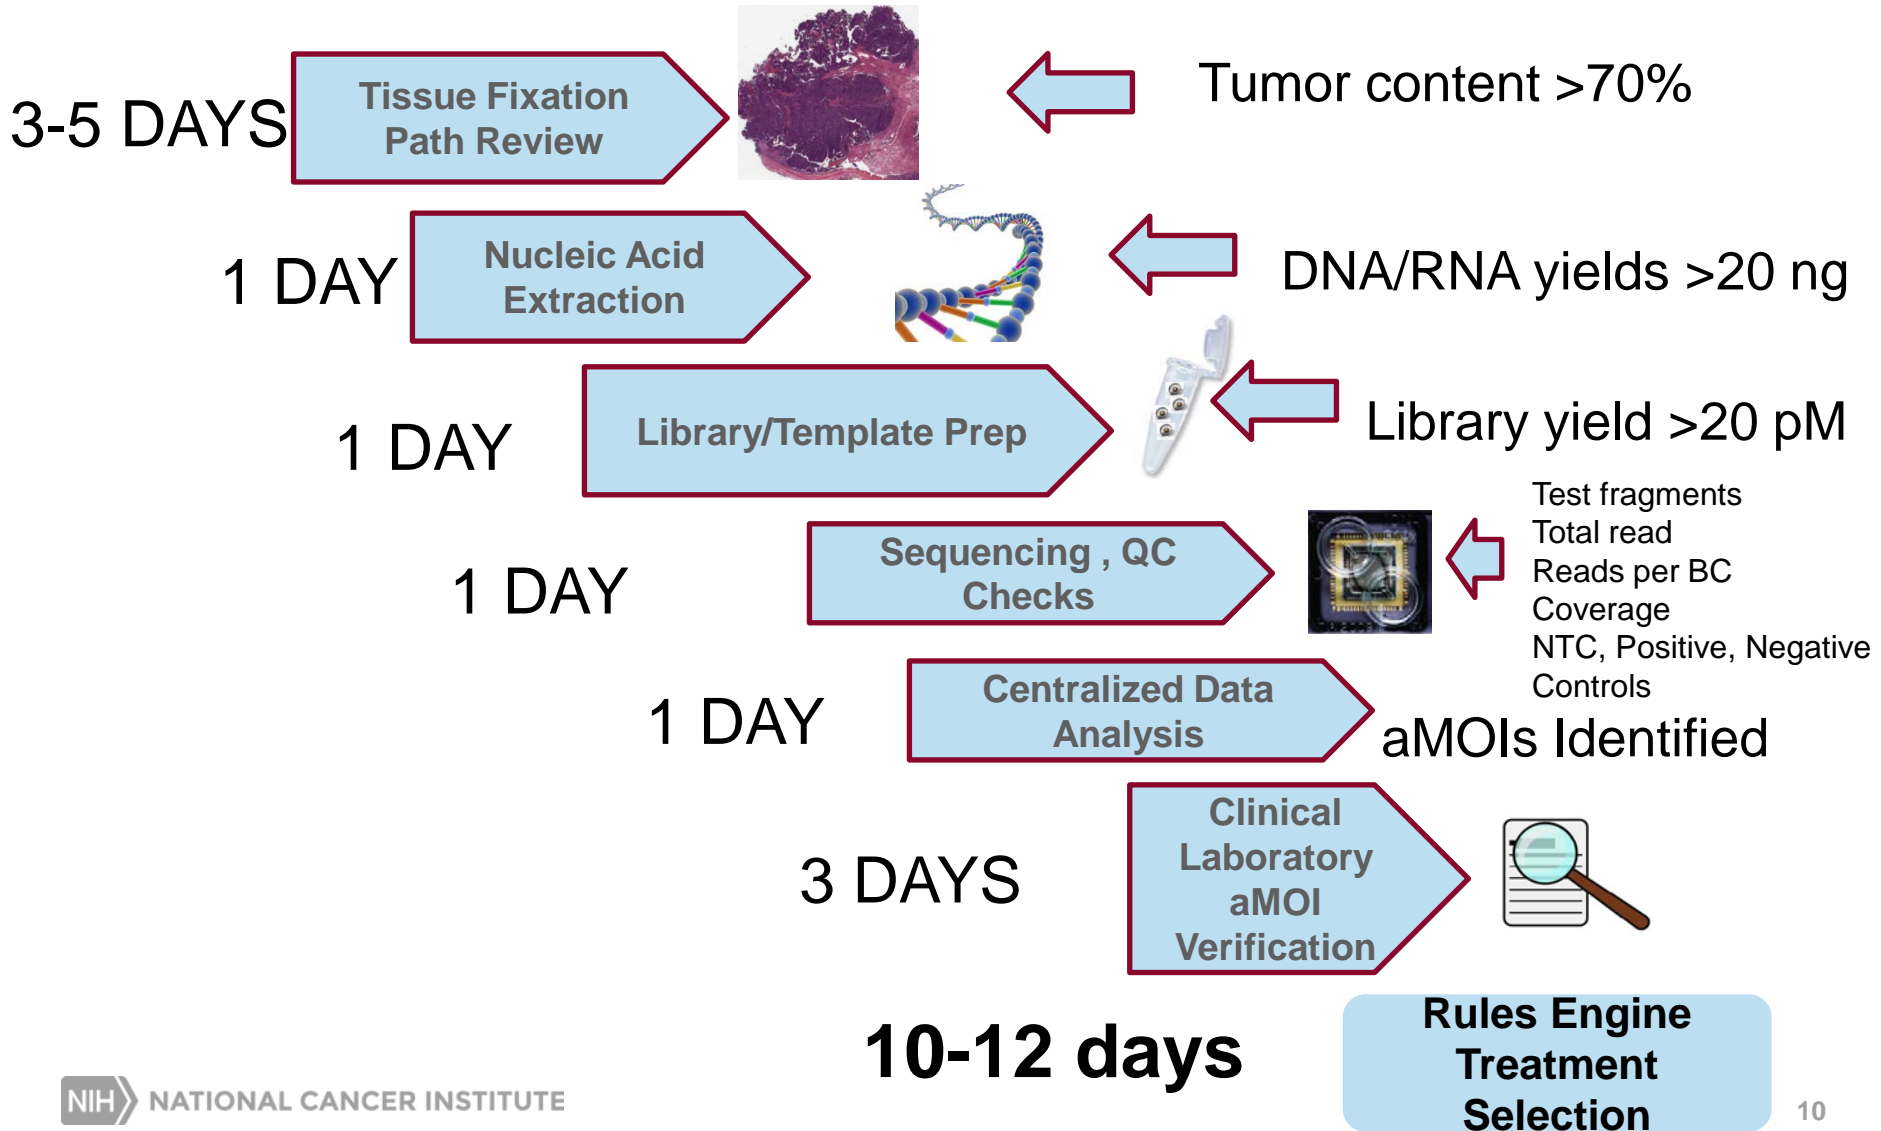 3-5 DAYS
Tissue Fixation
Path Review
Tumor content >70%
1 DAY
Nucleic Acid
Extraction
DNA/RNA yields >20 ng
1 DAY
Library/Template Prep
Library yield >20 pM
1 DAY
Sequencing , QC
Checks
Test fragments
Total read
Reads per BC
Coverage
NTC, Positive, Negative
Controls
1 DAY
Centralized Data
Analysis
aMOIs Identified
3 DAYS
Clinical
Laboratory
aMOI
Verification
10-12 days
Rules Engine
Treatment
Selection
NIH NATIONAL CANCER INSTITUTE
10